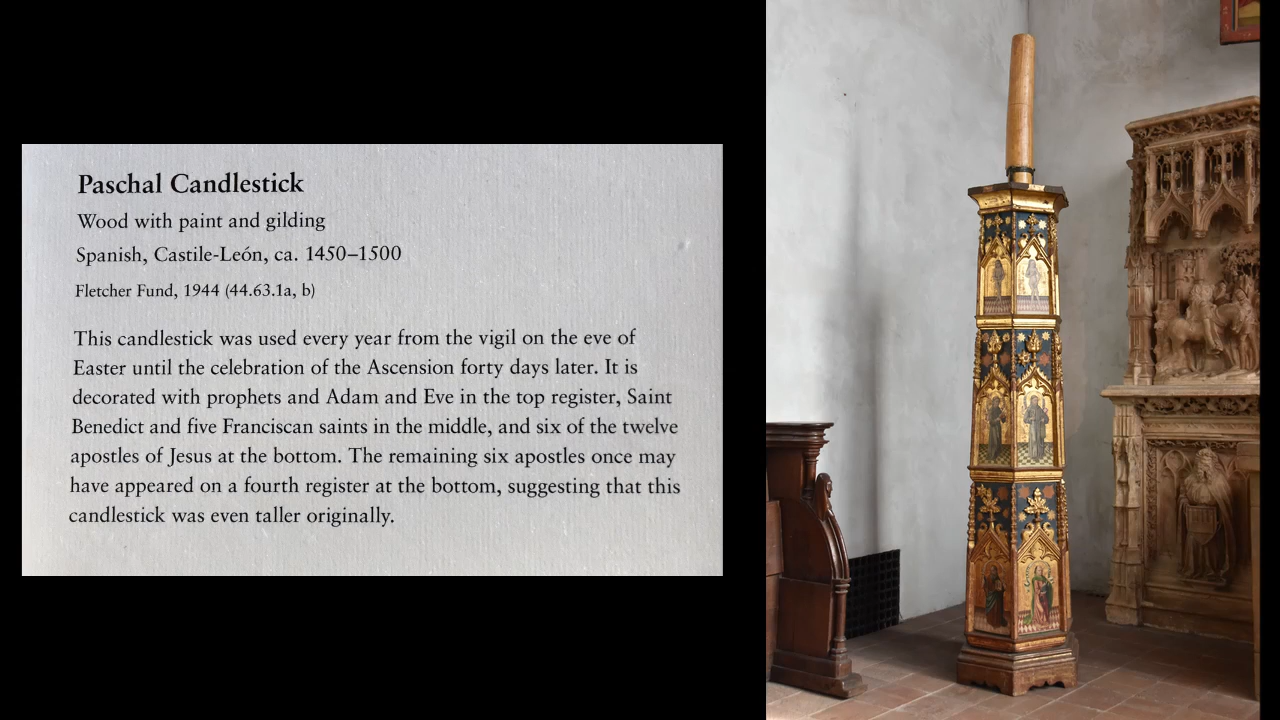 Paschal Candlestick
Wood with paint and gilding
Spanish, Castile-León, ca. 1450–1500
Fletcher Fund, 1944 (44.63.1a, b)
This candlestick was used every year from the vigil on the eve of
Easter until the celebration of the Ascension forty days later. It is
decorated with prophets and Adam and Eve in the top register, Saint
Benedict and five Franciscan saints in the middle, and six of the twelve
apostles of Jesus at the bottom. The remaining six apostles once may
have appeared on a fourth register at the bottom, suggesting that this
candlestick was even taller originally.